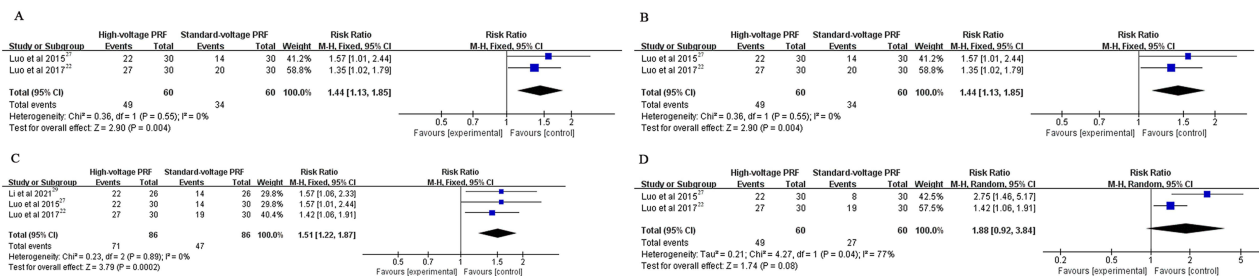 A
High-voltage PRF Standard-voltage PRF Risk Ratio Risk Ratio
Study or Subgroup Events Total Events Total Weight M-H, Fixed, 95% CI M-H, Fixed, 95% CI
Luo et al 2015²⁷ 22 30 14 30 41.2% 1.57 [1.01, 2.44]
Luo et al 2017²² 27 30 20 30 58.8% 1.35 [1.02, 1.79]
Total (95% CI) 60 60 100.0% 1.44 [1.13, 1.85]
Total events 49 34
Heterogeneity: Chi² = 0.36, df = 1 (P = 0.55); I² = 0%
Test for overall effect: Z = 2.90 (P = 0.004)
0.5 0.7 1 1.5 2
Favours [experimental] Favours [control]
B
High-voltage PRF Standard-voltage PRF Risk Ratio Risk Ratio
Study or Subgroup Events Total Events Total Weight M-H, Fixed, 95% CI M-H, Fixed, 95% CI
Luo et al 2015²⁷ 22 30 14 30 41.2% 1.57 [1.01, 2.44]
Luo et al 2017²² 27 30 20 30 58.8% 1.35 [1.02, 1.79]
Total (95% CI) 60 60 100.0% 1.44 [1.13, 1.85]
Total events 49 34
Heterogeneity: Chi² = 0.36, df = 1 (P = 0.55); I² = 0%
Test for overall effect: Z = 2.90 (P = 0.004)
0.5 0.7 1 1.5 2
Favours [experimental] Favours [control]
C
High-voltage PRF Standard-voltage PRF Risk Ratio Risk Ratio
Study or Subgroup Events Total Events Total Weight M-H, Fixed, 95% CI M-H, Fixed, 95% CI
Li et al 2021²⁹ 22 26 14 26 29.8% 1.57 [1.06, 2.33]
Luo et al 2015²⁷ 22 30 14 30 29.8% 1.57 [1.01, 2.44]
Luo et al 2017²² 27 30 19 30 40.4% 1.42 [1.06, 1.91]
Total (95% CI) 86 86 100.0% 1.51 [1.22, 1.87]
Total events 71 47
Heterogeneity: Chi² = 0.23, df = 2 (P = 0.89); I² = 0%
Test for overall effect: Z = 3.79 (P = 0.0002)
0.5 0.7 1 1.5 2
Favours [experimental] Favours [control]
D
High-voltage PRF Standard-voltage PRF Risk Ratio Risk Ratio
Study or Subgroup Events Total Events Total Weight M-H, Random, 95% CI M-H, Random, 95% CI
Luo et al 2015²⁷ 22 30 8 30 42.5% 2.75 [1.46, 5.17]
Luo et al 2017²² 27 30 19 30 57.5% 1.42 [1.06, 1.91]
Total (95% CI) 60 60 100.0% 1.88 [0.92, 3.84]
Total events 49 27
Heterogeneity: Tau² = 0.21; Chi² = 4.27, df = 1 (P = 0.04); I² = 77%
Test for overall effect: Z = 1.74 (P = 0.08)
0.2 0.5 1 2 5
Favours [experimental] Favours [control]